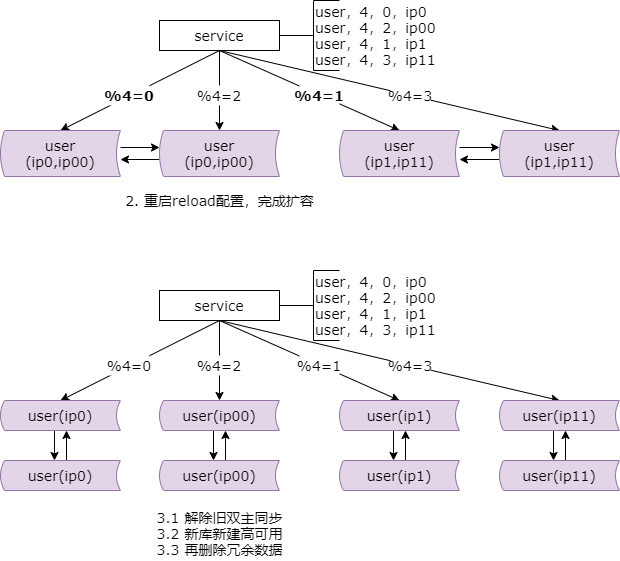 service
user，4，0，ip0
user，4，2，ip00
user，4，1，ip1
user，4，3，ip11
%4=0
%4=2
%4=1
%4=3
user
(ip0,ip00)
user
(ip0,ip00)
user
(ip1,ip11)
user
(ip1,ip11)
2. 重启reload配置，完成扩容
service
user，4，0，ip0
user，4，2，ip00
user，4，1，ip1
user，4，3，ip11
%4=0
%4=2
%4=1
%4=3
user(ip0)
user(ip00)
user(ip1)
user(ip11)
user(ip0)
user(ip00)
user(ip1)
user(ip11)
3.1 解除旧双主同步
3.2 新库新建高可用
3.3 再删除冗余数据